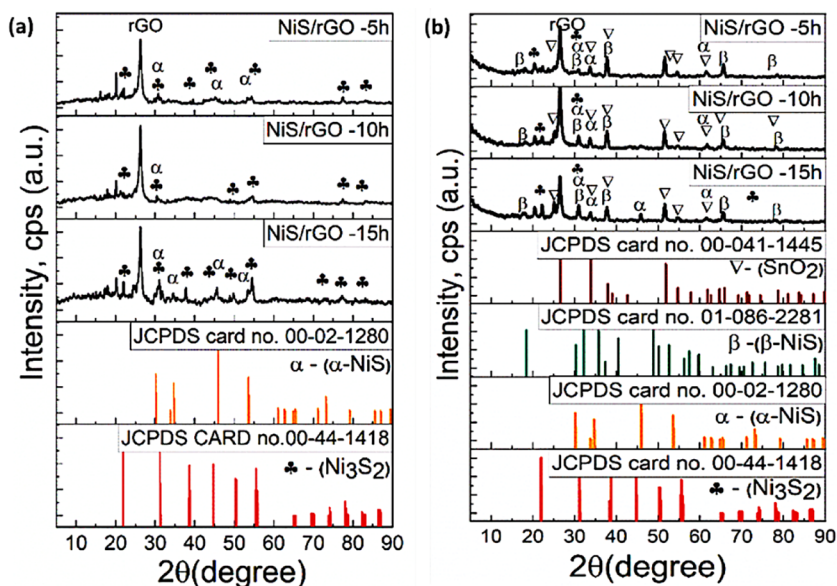 (a)
rGO
NiS/rGO -5h
♣ α ♣ ♣ ♣ α α ♣ ♣ ♣
NiS/rGO -10h
♣ α ♣ ♣ ♣ ♣ ♣
NiS/rGO -15h
♣ ♣ α α ♣ ♣ α ♣ α ♣ ♣ ♣ ♣
JCPDS card no. 00-02-1280
α - (α-NiS)
JCPDS CARD no.00-44-1418
♣ - (Ni3S2)
10 20 30 40 50 60 70 80 90
2θ(degree)
Intensity, cps (a.u.)
(b)
rGO
NiS/rGO -5h
β ♣ ∇ ♣ α β ∇ α ∇ β ∇ ∇ α ∇ β β
NiS/rGO -10h
β ♣ ∇ ♣ α β ∇ α ∇ β ∇ ∇ α ∇ ∇ β ∇ β
NiS/rGO -15h
β ♣ ∇ ♣ α β ∇ α ∇ β α ∇ ∇ α ∇ β ♣ β
JCPDS card no. 00-041-1445
∇- (SnO2)
JCPDS card no. 01-086-2281
β - (β-NiS)
JCPDS card no. 00-02-1280
α - (α-NiS)
JCPDS card no. 00-44-1418
♣ - (Ni3S2)
10 20 30 40 50 60 70 80 90
2θ(degree)
Intensity, cps (a.u.)